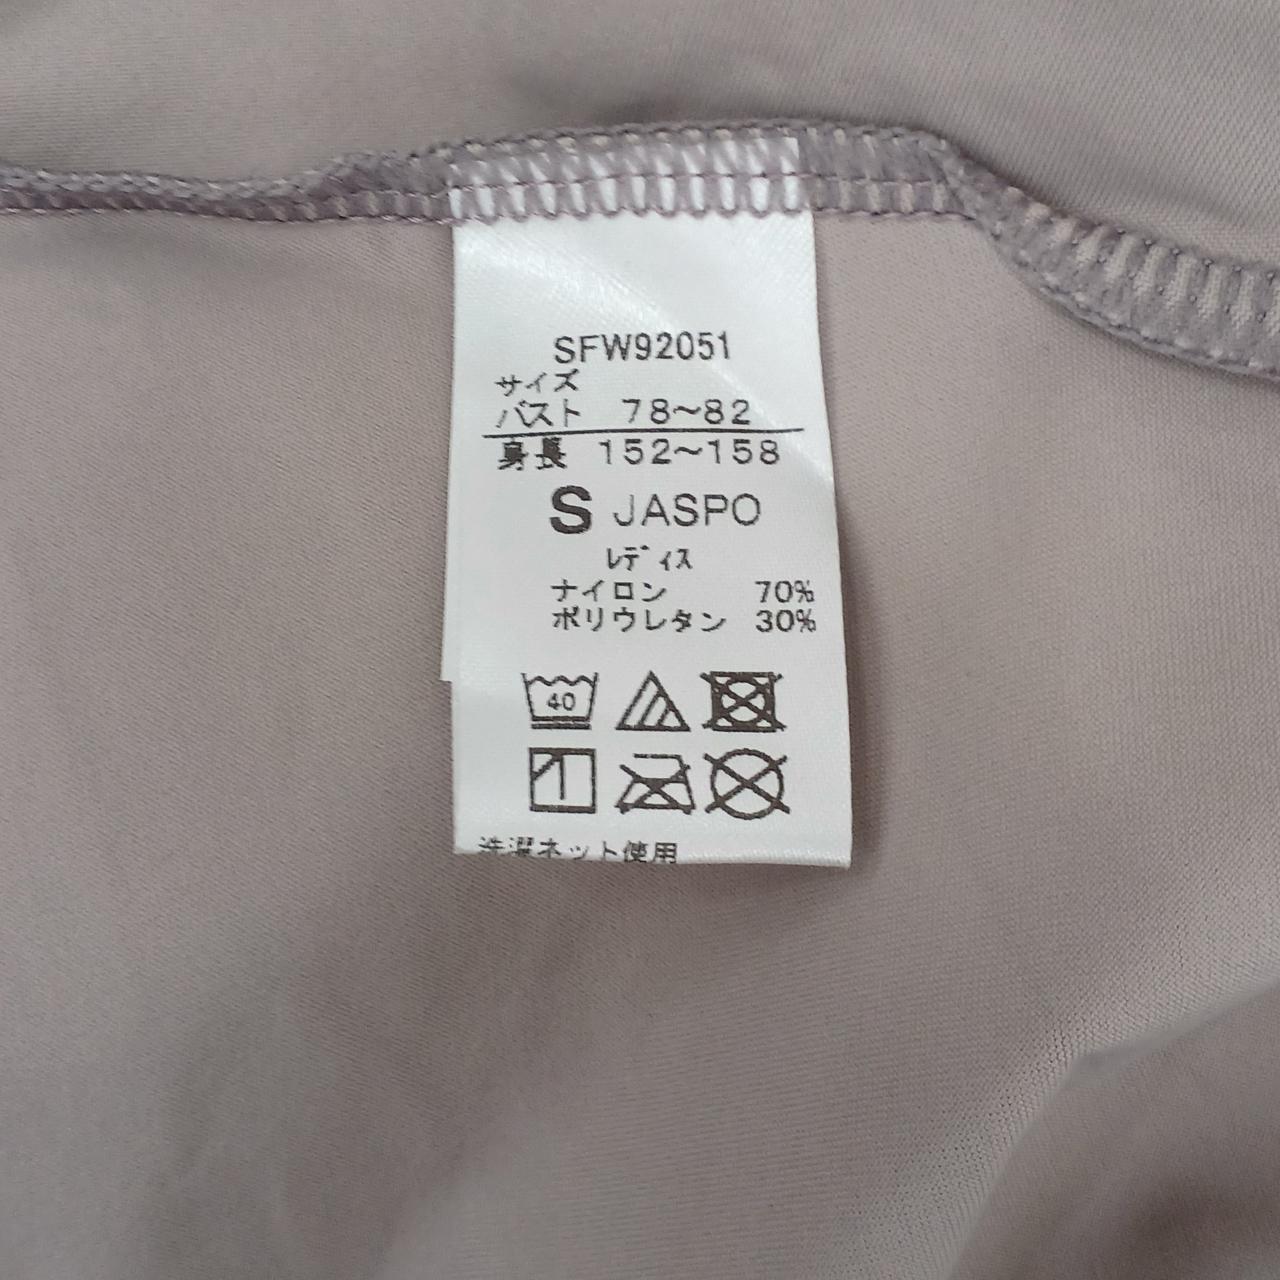 SFW92051
サイズ
バスト 78~82
身長 152~158
S JASPO
レディス
ナイロン 70%
ポリウレタン 30%
40
洗濯ネット使用